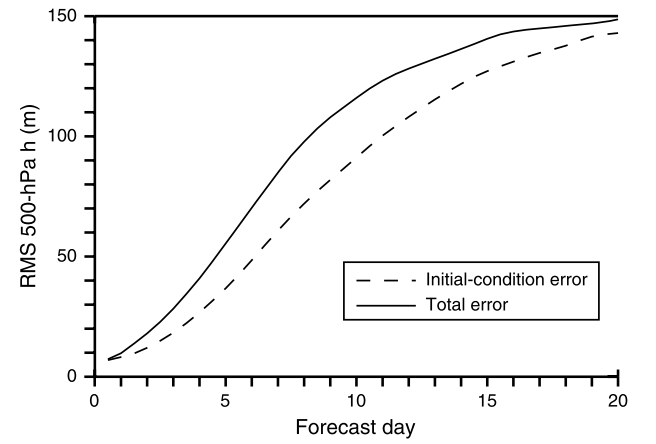 150
100
50
0
RMS 500-hPa h (m)
Initial-condition error
Total error
0 5 10 15 20
Forecast day